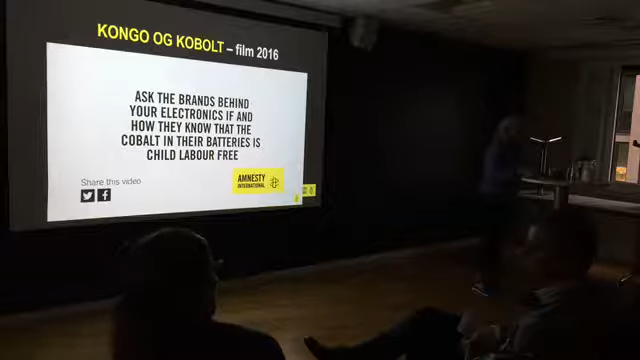 KONGO OG KOBOLT – film 2016
ASK THE BRANDS BEHIND
YOUR ELECTRONICS IF AND
HOW THEY KNOW THAT THE
COBALT IN THEIR BATTERIES IS
CHILD LABOUR FREE
Share this video
AMNESTY
INTERNATIONAL